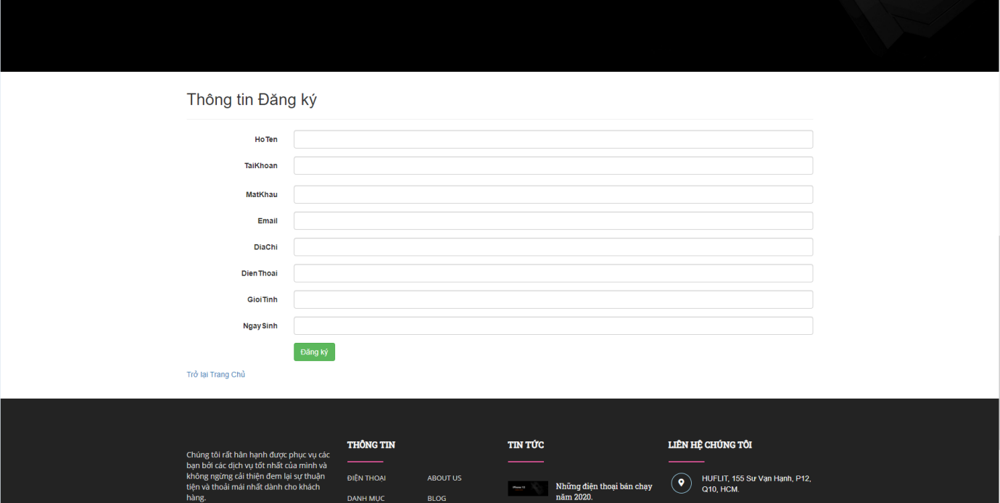 Thông tin Đăng ký
HoTen
TaiKhoan
MatKhau
Email
DiaChi
DienThoai
GioiTinh
NgaySinh
Đăng ký
Trở lại Trang Chủ
Chúng tôi rất hân hạnh được phục vụ các
bạn bởi các dịch vụ tốt nhất của mình và
không ngừng cải thiện đem lại sự thuận
tiện và thoải mái nhất dành cho khách
hàng.
THÔNG TIN
ĐIỆN THOẠI
ABOUT US
DANH MỤC
BLOG
TIN TỨC
Những điện thoại bán chạy
năm 2020.
LIÊN HỆ CHÚNG TÔI
HUFLIT, 155 Sư Vạn Hạnh, P12,
Q10, HCM.